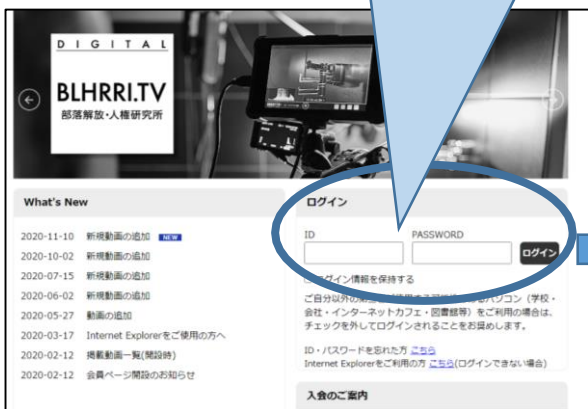 DIGITAL
BLHRRI.TV
部落解放・人権研究所
What's New
2020-11-10 新規動画の追加 NEW
2020-10-02 新規動画の追加
2020-07-15 新規動画の追加
2020-06-02 新規動画の追加
2020-05-27 動画の追加
2020-03-17 Internet Explorerをご使用の方へ
2020-02-12 掲載動画一覧(開設時)
2020-02-12 会員ページ開設のお知らせ
ログイン
ID PASSWORD
ログイン
ログイン情報を保持する
ご自分以外の
パソコン（学校・
会社・インターネットカフェ・図書館等）をご利用の場合は、
チェックを外してログインされることをお奨めします。
ID・パスワードを忘れた方 こちら
Internet Explorerをご利用の方 こちら(ログインできない場合)
入会のご案内